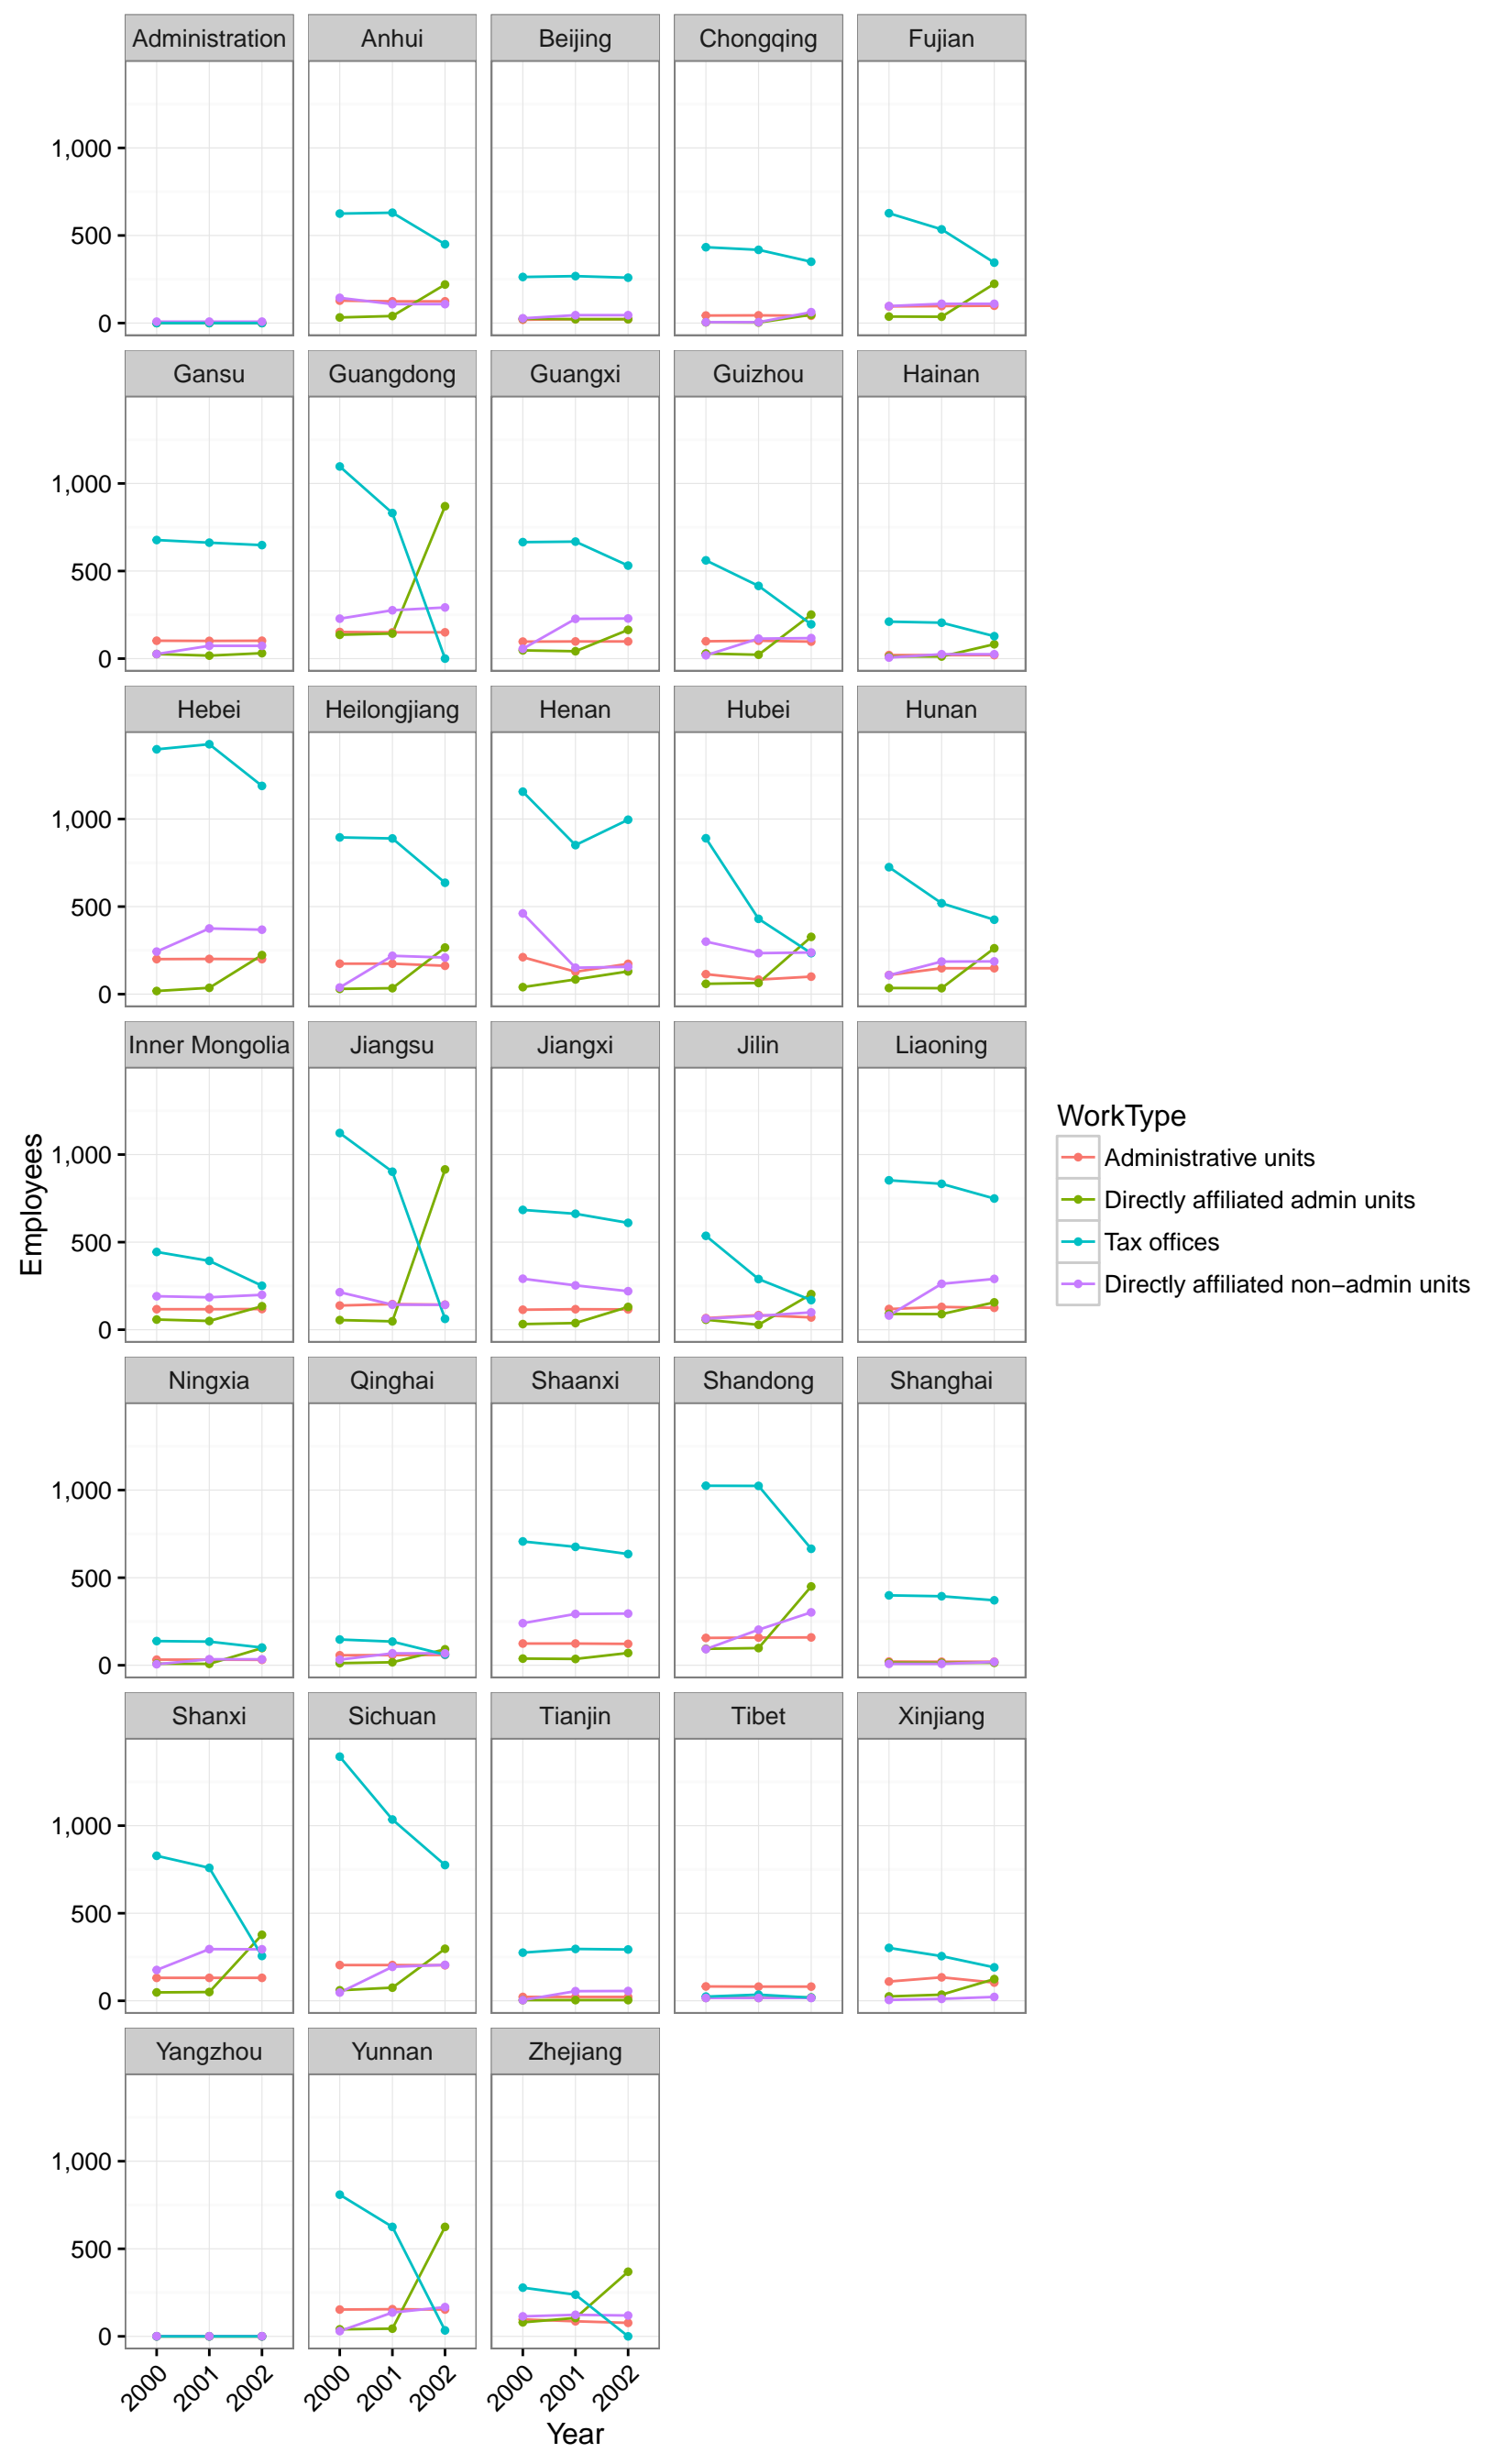 Administration Anhui Beijing Chongqing Fujian
1,000
500
0
Gansu Guangdong Guangxi Guizhou Hainan
1,000
500
0
Hebei Heilongjiang Henan Hubei Hunan
1,000
500
0
Inner Mongolia Jiangsu Jiangxi Jilin Liaoning
1,000
500
0
Employees
WorkType
Administrative units
Directly affiliated admin units
Tax offices
Directly affiliated non−admin units
Ningxia Qinghai Shaanxi Shandong Shanghai
1,000
500
0
Shanxi Sichuan Tianjin Tibet Xinjiang
1,000
500
0
Yangzhou Yunnan Zhejiang
1,000
500
0
2000 2001 2002 2000 2001 2002 2000 2001 2002
Year